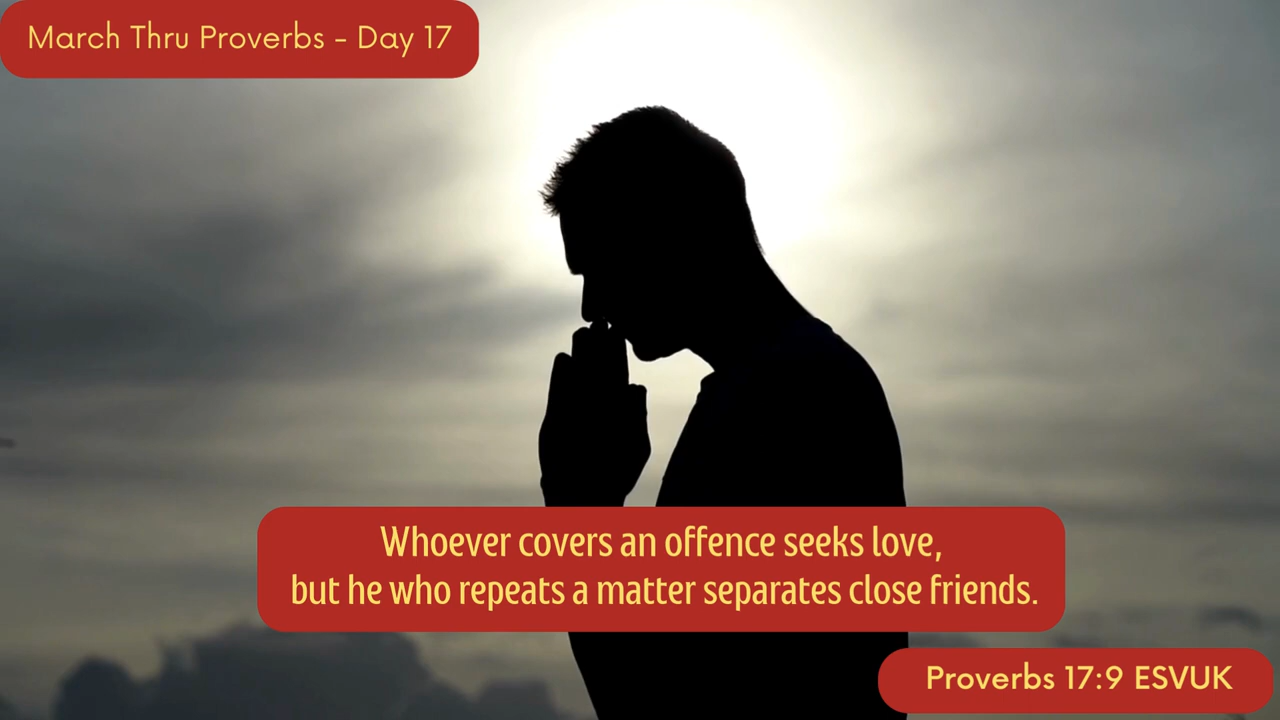 March Thru Proverbs - Day 17
Whoever covers an offence seeks love,
but he who repeats a matter separates close friends.
Proverbs 17:9 ESVUK